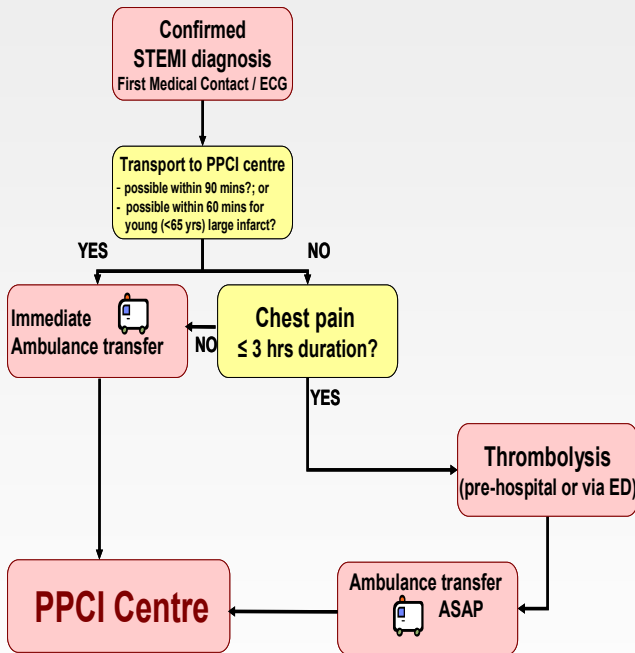 Confirmed
STEMI diagnosis
First Medical Contact / ECG
Transport to PPCI centre
- possible within 90 mins?; or
- possible within 60 mins for
young (<65 yrs) large infarct?
YES
NO
Immediate
Ambulance transfer
NO
Chest pain
≤ 3 hrs duration?
YES
Thrombolysis
(pre-hospital or via ED)
Ambulance transfer
ASAP
PPCI Centre